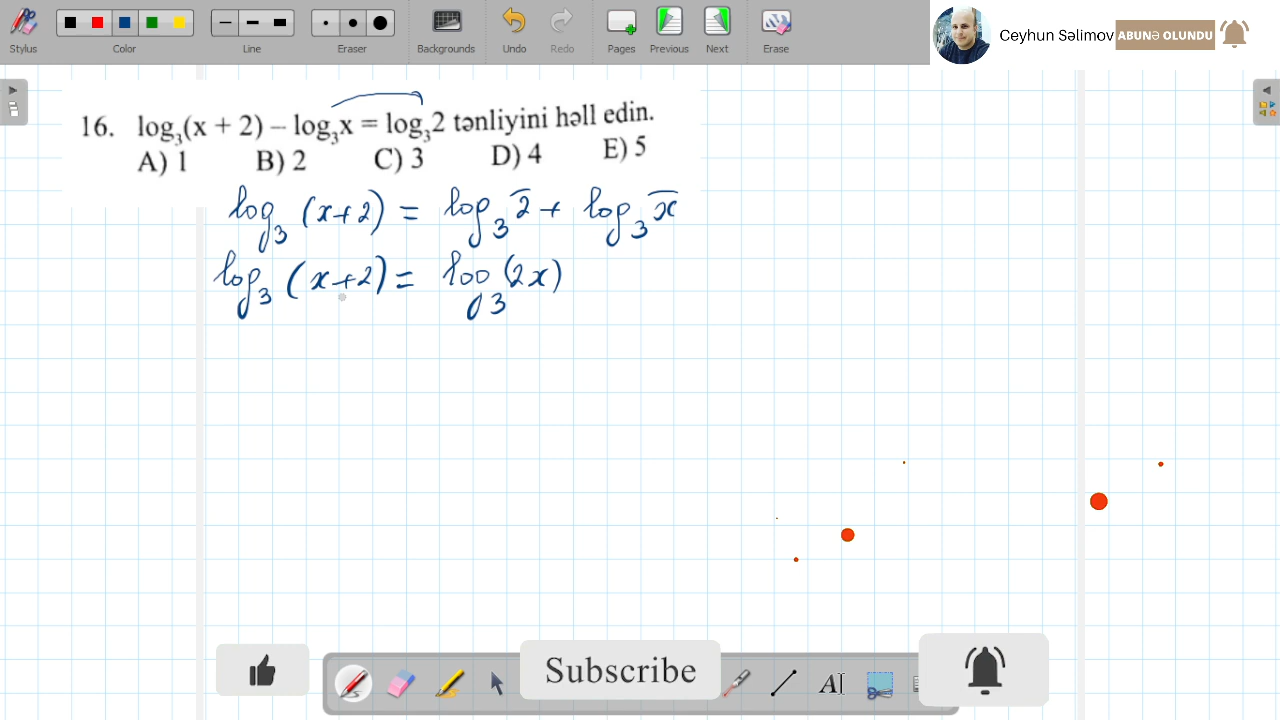 Stylus Color Line Eraser Backgrounds Undo Redo Pages Previous Next Erase
Ceyhun Səlimov ABUNƏ OLUNDU
16. log₃(x + 2) – log₃x = log₃2 tənliyini həll edin.
A) 1 B) 2 C) 3 D) 4 E) 5
log₃ (x+2) = log₃ 2 + log₃ x
log₃ (x+2) = log₃ (2x)
Subscribe
AI